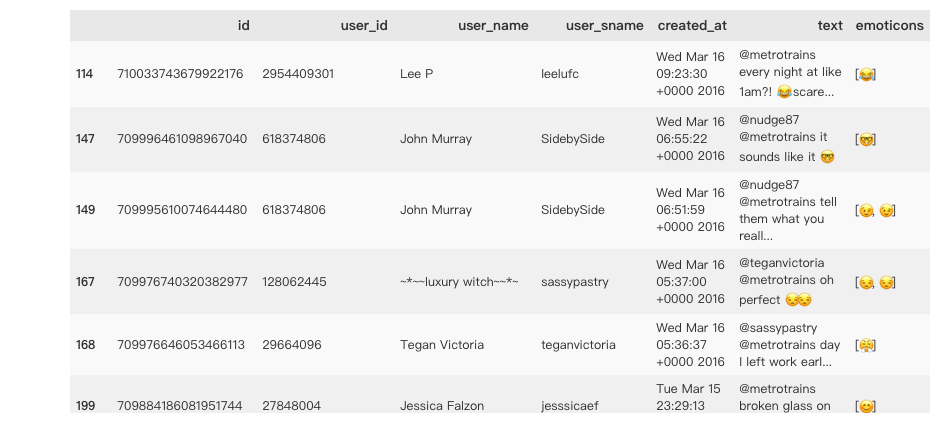 id user_id user_name user_sname created_at text emoticons
114 710033743679922176 2954409301 Lee P leelufc Wed Mar 16 09:23:30 +0000 2016 @metrotrains every night at like 1am?! 😂scare... [😂]
147 709996461098967040 618374806 John Murray SidebySide Wed Mar 16 06:55:22 +0000 2016 @nudge87 @metrotrains it sounds like it 🤓 [🤓]
149 709995610074644480 618374806 John Murray SidebySide Wed Mar 16 06:51:59 +0000 2016 @nudge87 @metrotrains tell them what you reall... [😉, 😉]
167 709976740320382977 128062445 ~*~~luxury witch~~*~ sassypastry Wed Mar 16 05:37:00 +0000 2016 @teganvictoria @metrotrains oh perfect 😒😒 [😒, 😒]
168 709976646053466113 29664096 Tegan Victoria teganvictoria Wed Mar 16 05:36:37 +0000 2016 @sassypastry @metrotrains day I left work earl... [😤]
199 709884186081951744 27848004 Jessica Falzon jesssicaef Tue Mar 15 23:29:13 @metrotrains broken glass on [😊]